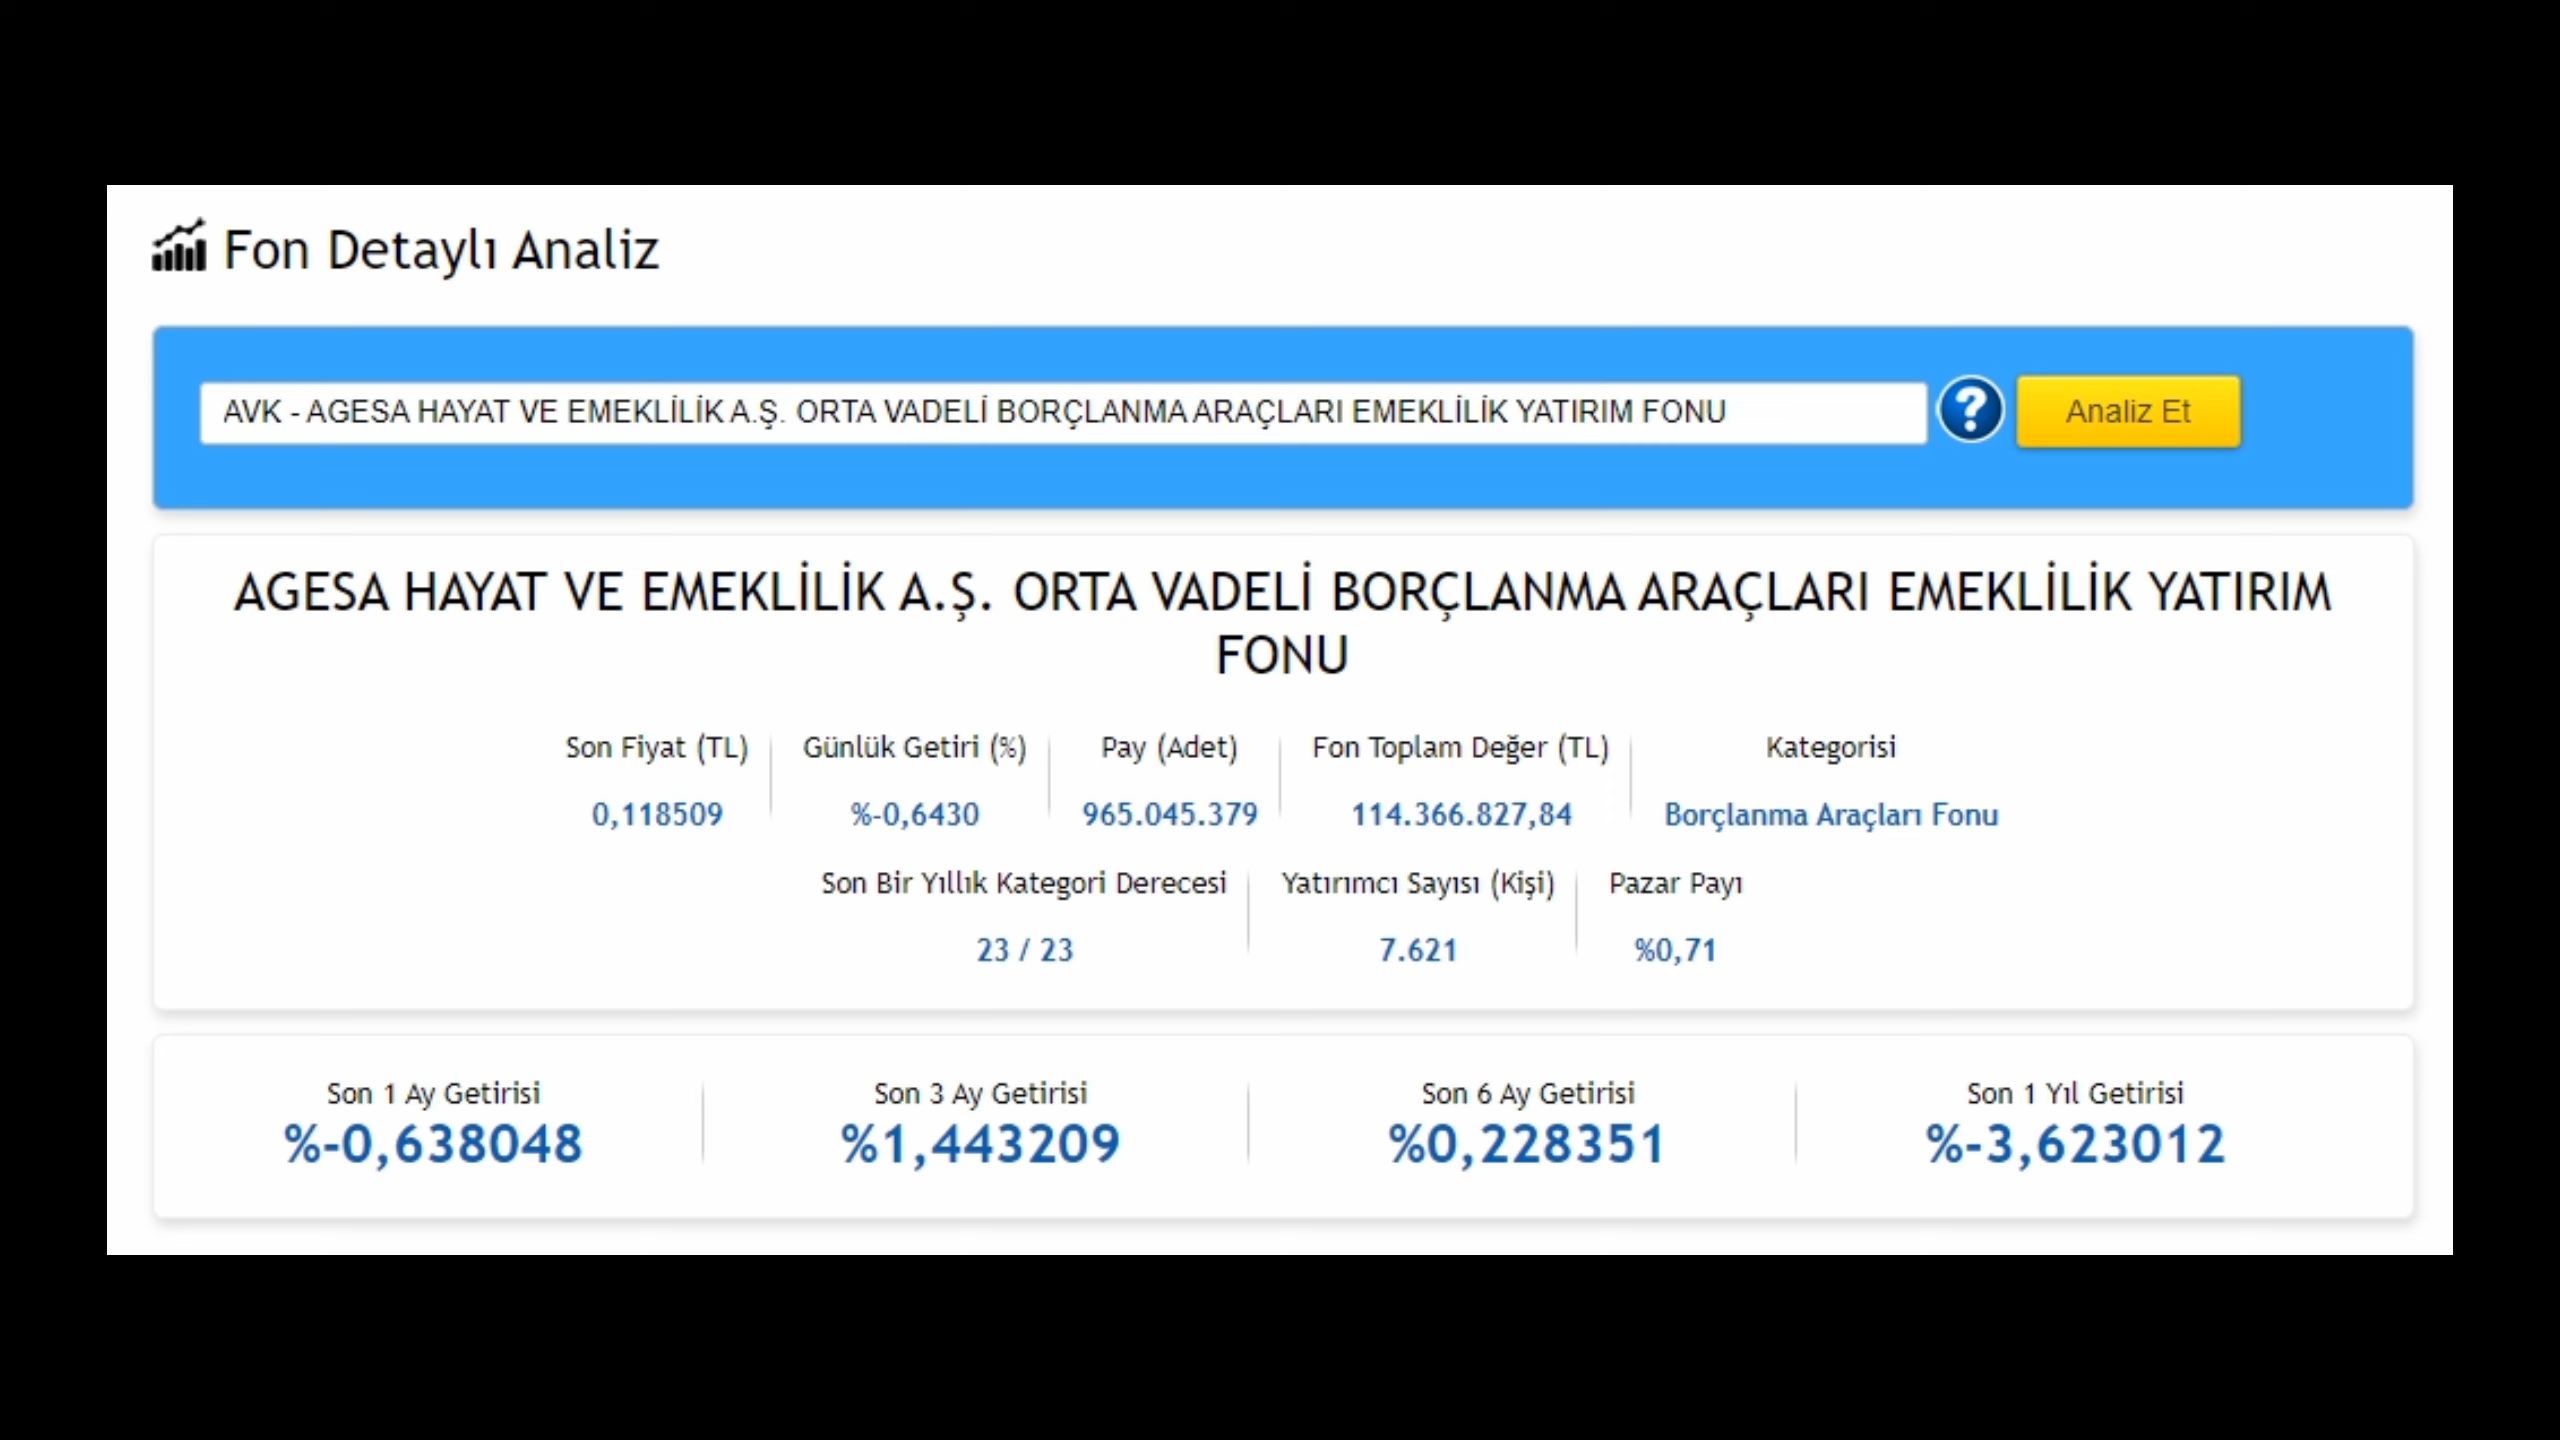 Fon Detaylı Analiz
AVK - AGESA HAYAT VE EMEKLİLİK A.Ş. ORTA VADELİ BORÇLANMA ARAÇLARI EMEKLİLİK YATIRIM FONU
?
Analiz Et
AGESA HAYAT VE EMEKLİLİK A.Ş. ORTA VADELİ BORÇLANMA ARAÇLARI EMEKLİLİK YATIRIM
FONU
Son Fiyat (TL) Günlük Getiri (%) Pay (Adet) Fon Toplam Değer (TL) Kategorisi
0,118509 %-0,6430 965.045.379 114.366.827,84 Borçlanma Araçları Fonu
Son Bir Yıllık Kategori Derecesi Yatırımcı Sayısı (Kişi) Pazar Payı
23 / 23 7.621 %0,71
Son 1 Ay Getirisi Son 3 Ay Getirisi Son 6 Ay Getirisi Son 1 Yıl Getirisi
%-0,638048 %1,443209 %0,228351 %-3,623012